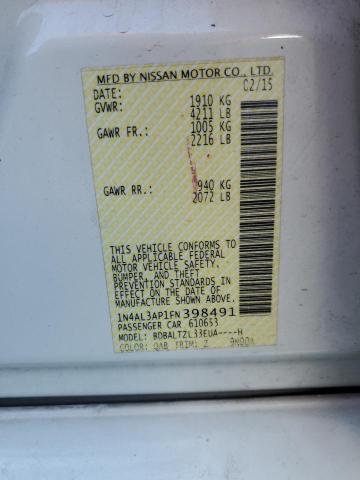 MFD BY NISSAN MOTOR CO., LTD.
DATE: 02/15
GVWR: 1910 KG
4211 LB
GAWR FR.: 1005 KG
2216 LB
GAWR RR.: 940 KG
2072 LB
THIS VEHICLE CONFORMS TO
ALL APPLICABLE FEDERAL
MOTOR VEHICLE SAFETY,
BUMPER, AND THEFT
PREVENTION STANDARDS IN
EFFECT ON THE DATE OF
MANUFACTURE SHOWN ABOVE.
1N4AL3AP1FN398491
PASSENGER CAR 610653
MODEL: BDBALTZL33EUA----H
COLOR: QAB TRIM: Z